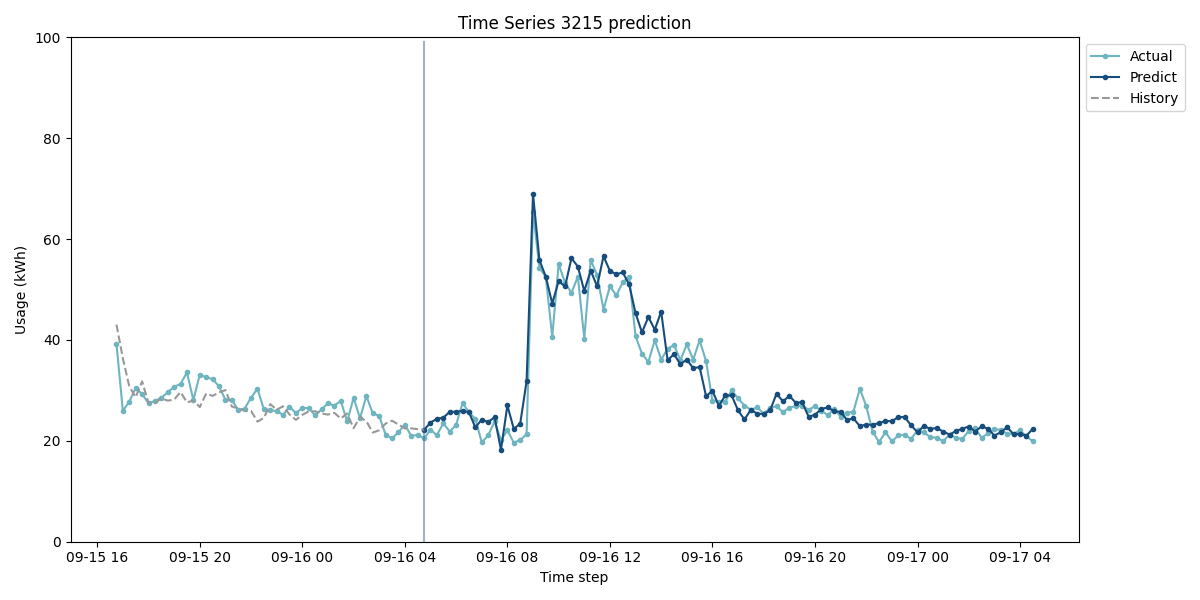 Time Series 3215 prediction
Usage (kWh)
100
80
60
40
20
0
09-15 16
09-15 20
09-16 00
09-16 04
09-16 08
09-16 12
09-16 16
09-16 20
09-17 00
09-17 04
Time step
Actual
Predict
History